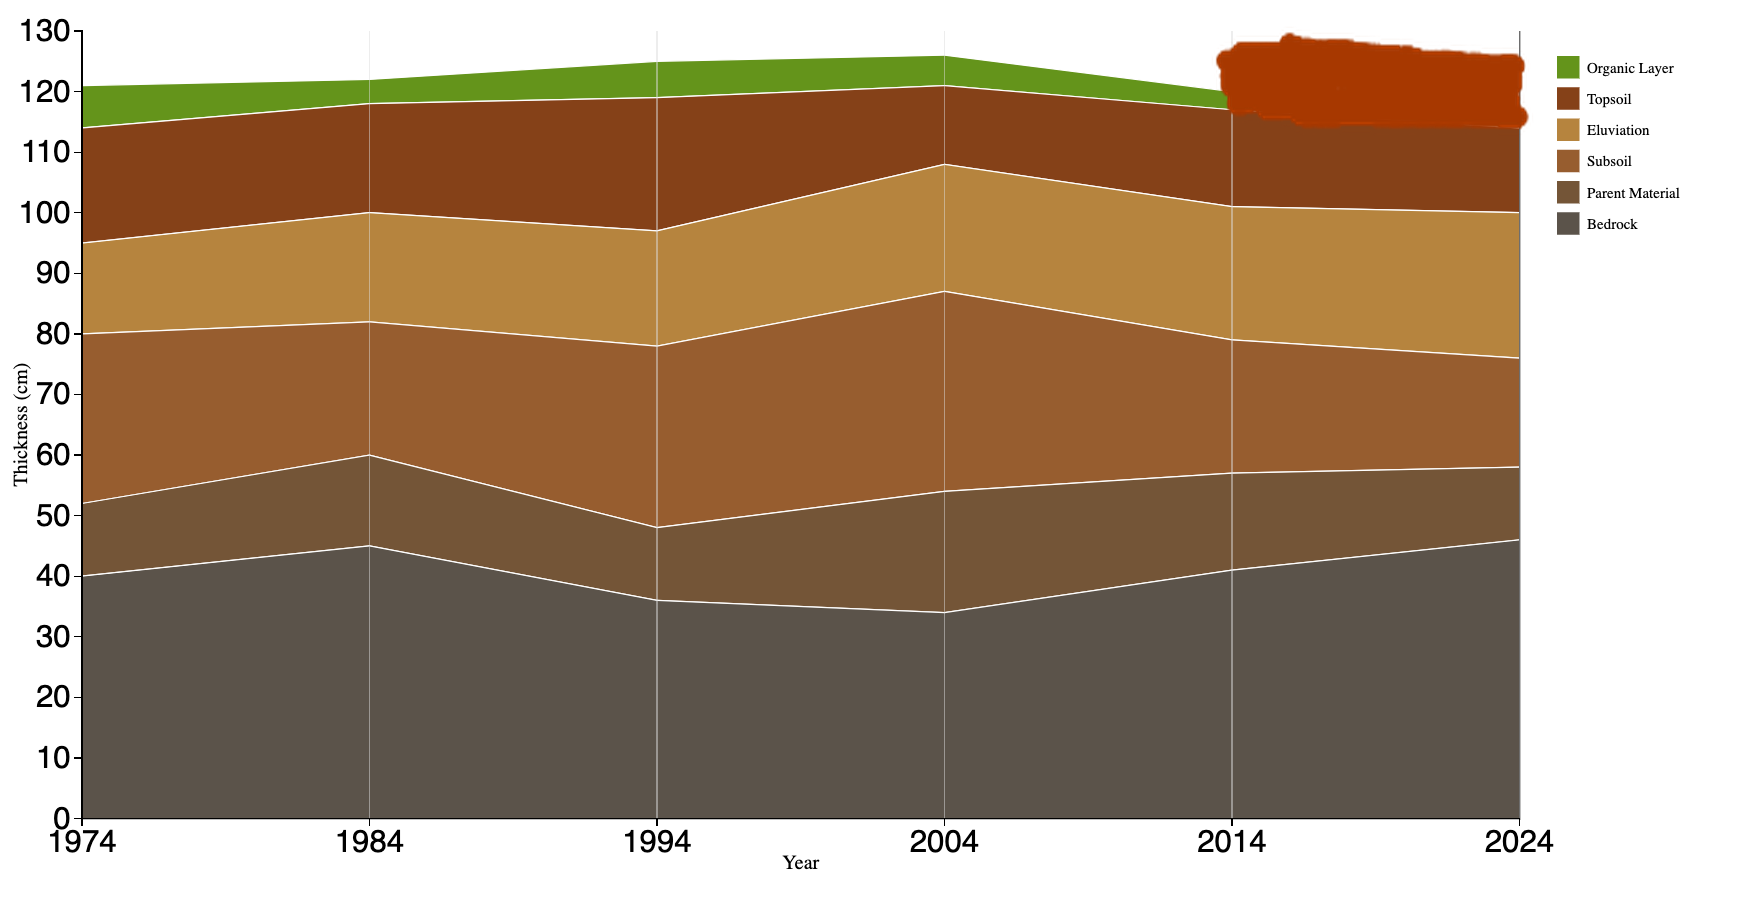 130
120
110
100
90
80
70
60
50
40
30
20
10
0
Thickness (cm)
1974 1984 1994 2004 2014 2024
Year
Organic Layer
Topsoil
Eluviation
Subsoil
Parent Material
Bedrock